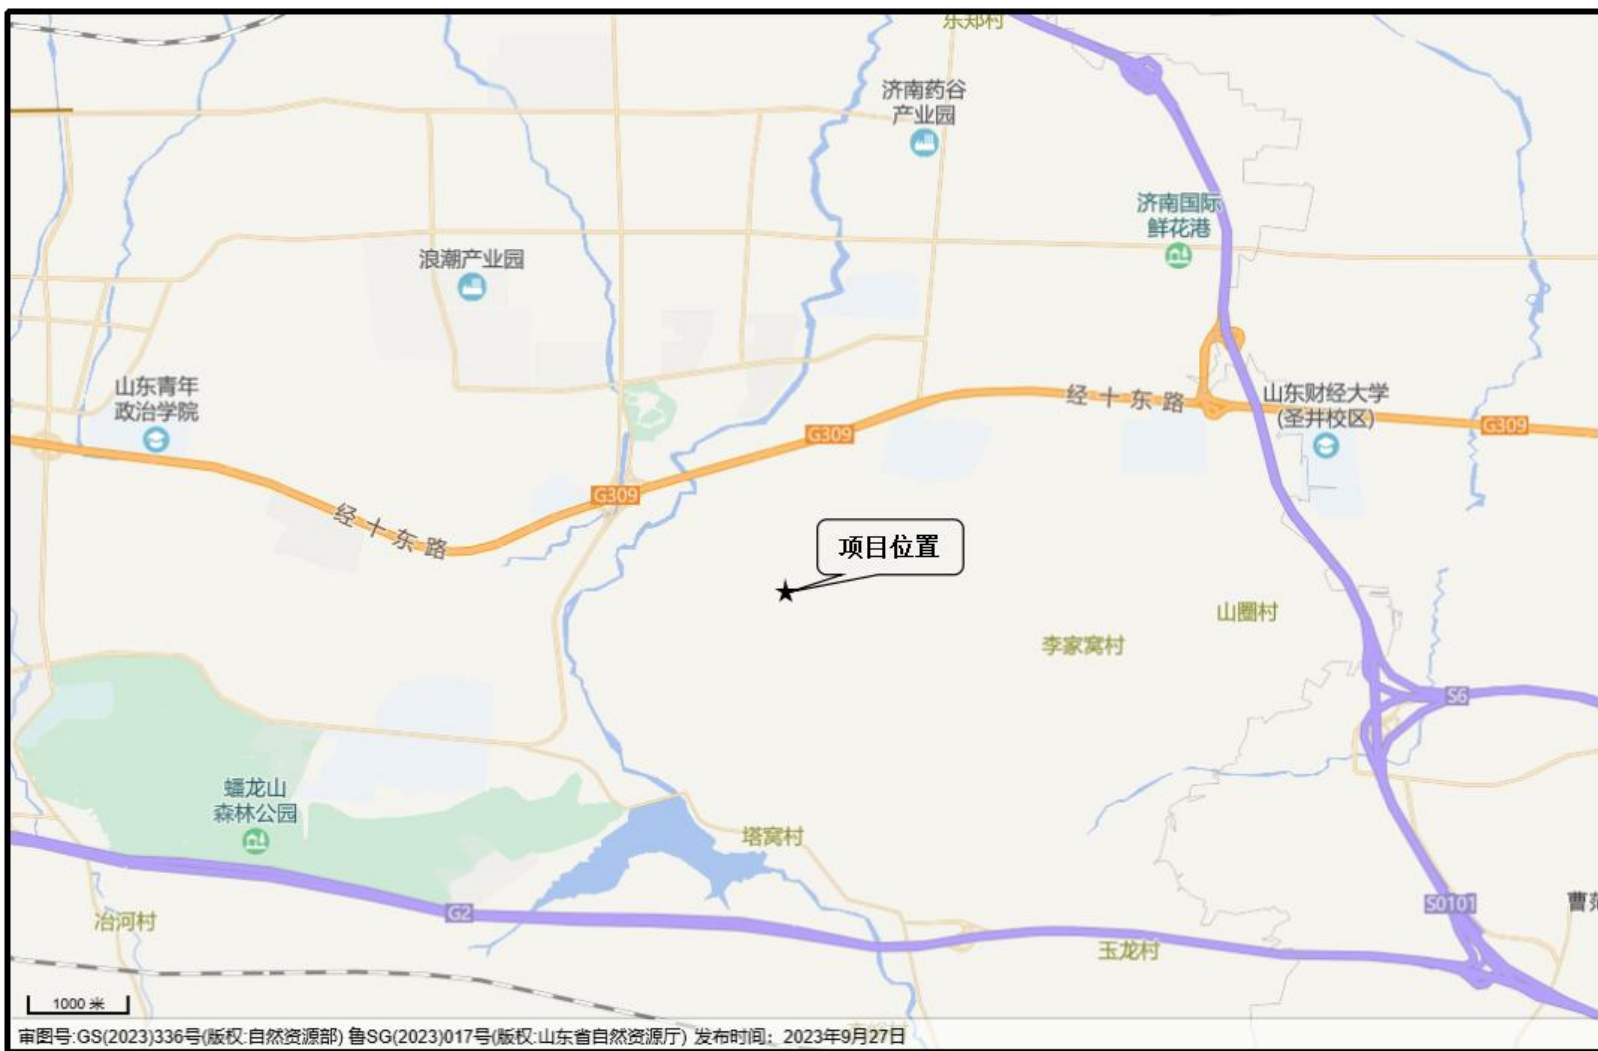 东郑村
济南药谷
产业园
济南国际
鲜花港
浪潮产业园
山东青年
政治学院
经十东路
山东财经大学
(圣井校区)
G309
G309
G309
经十东路
项目位置
山圈村
李家窝村
S6
蟠龙山
森林公园
塔窝村
S0101
曹范
G2
冶河村
玉龙村
1000 米
审图号:GS(2023)336号(版权:自然资源部) 鲁SG(2023)017号(版权:山东省自然资源厅) 发布时间：2023年9月27日